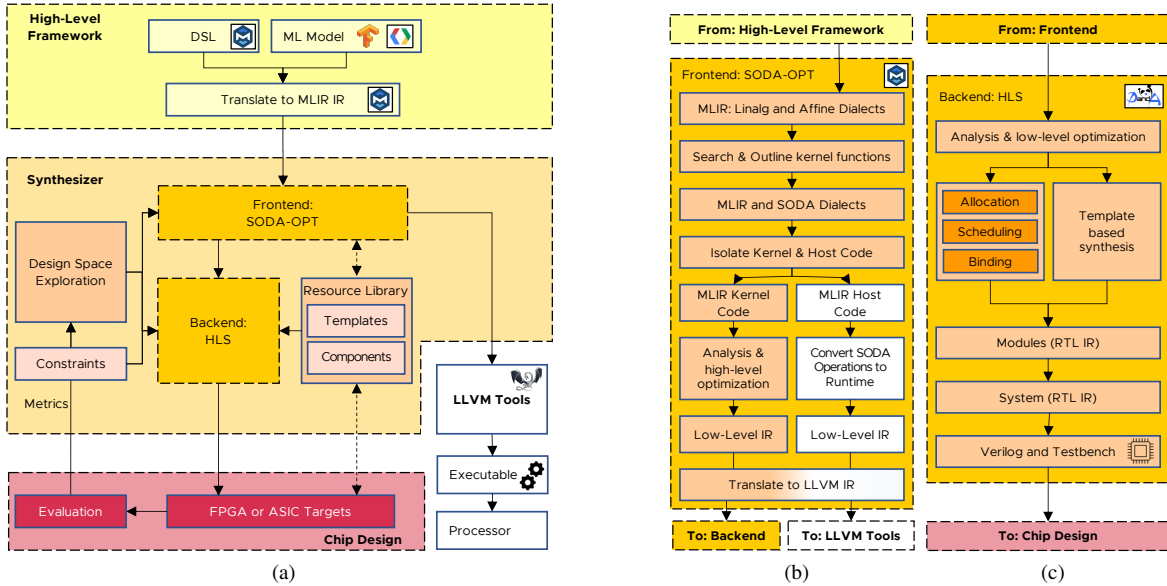 High-Level
Framework
DSL
ML Model
Translate to MLIR IR
Synthesizer
Frontend:
SODA-OPT
Design Space
Exploration
Backend:
HLS
Resource Library
Templates
Components
Constraints
Metrics
LLVM Tools
Executable
Processor
Evaluation
FPGA or ASIC Targets
Chip Design
(a)
From: High-Level Framework
Frontend: SODA-OPT
MLIR: Linalg and Affine Dialects
Search & Outline kernel functions
MLIR and SODA Dialects
Isolate Kernel & Host Code
MLIR Kernel
Code
MLIR Host
Code
Analysis &
high-level
optimization
Convert SODA
Operations to
Runtime
Low-Level IR
Low-Level IR
Translate to LLVM IR
To: Backend
To: LLVM Tools
(b)
From: Frontend
Backend: HLS
Analysis & low-level optimization
Allocation
Scheduling
Binding
Template
based
synthesis
Modules (RTL IR)
System (RTL IR)
Verilog and Testbench
To: Chip Design
(c)